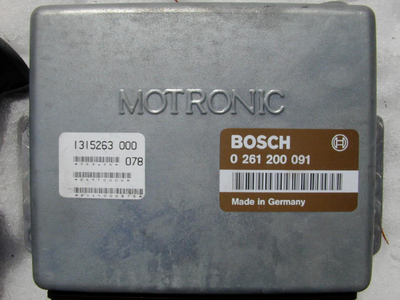 MOTRONIC
1315263 000
078
BOSCH
0 261 200 091
Made in Germany